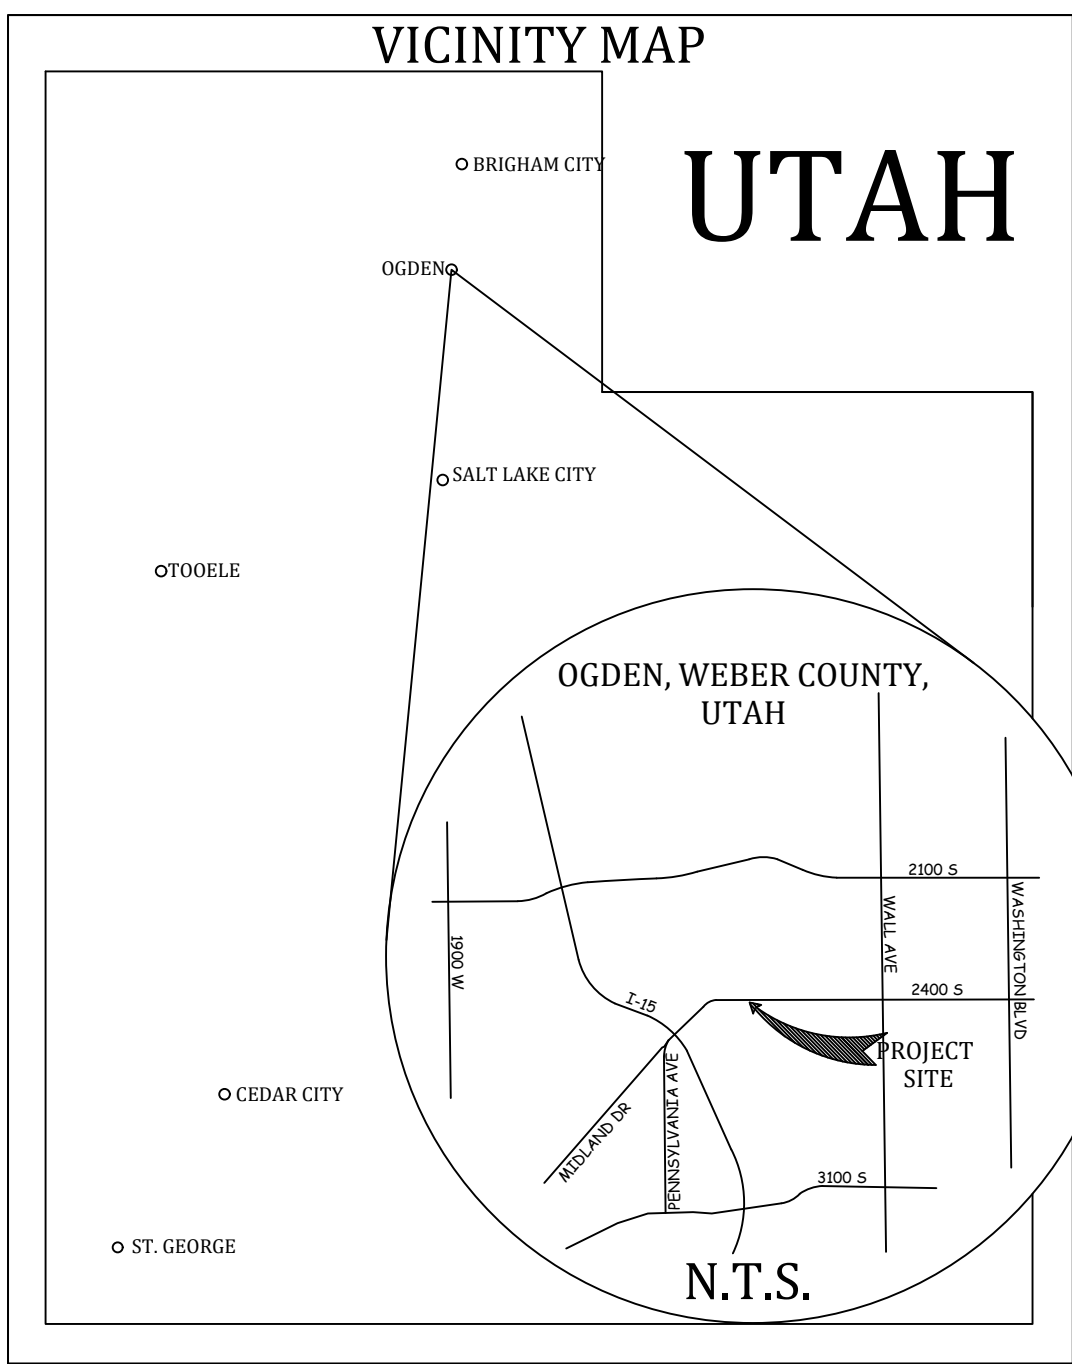 VICINITY MAP
UTAH
BRIGHAM CITY
OGDEN
SALT LAKE CITY
TOOELE
OGDEN, WEBER COUNTY,
UTAH
2100 S
WASHINGTON BLVD
WALL AVE
1900 W
2400 S
I-15
PROJECT
SITE
PENNSYLVANIA AVE
MIDLAND DR
CEDAR CITY
3100 S
ST. GEORGE
N.T.S.